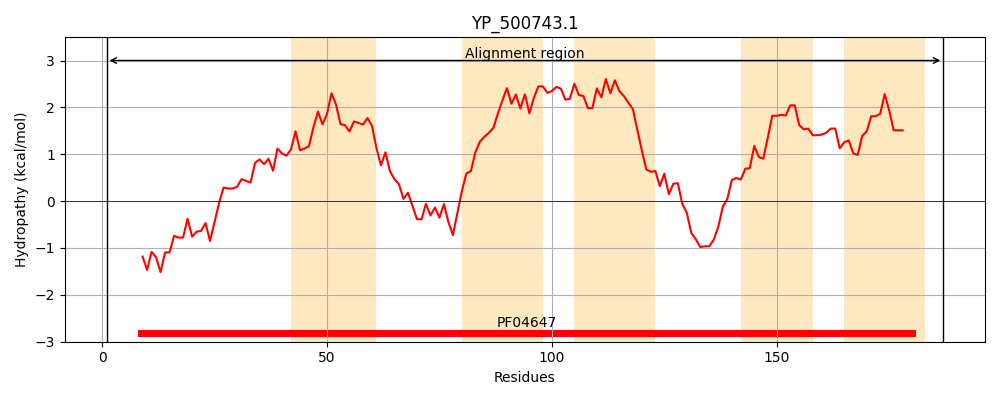 YP_500743.1
Alignment region
3
2
1
0
−1
−2
−3
Hydropathy (kcal/mol)
PF04647
0
50
100
150
Residues